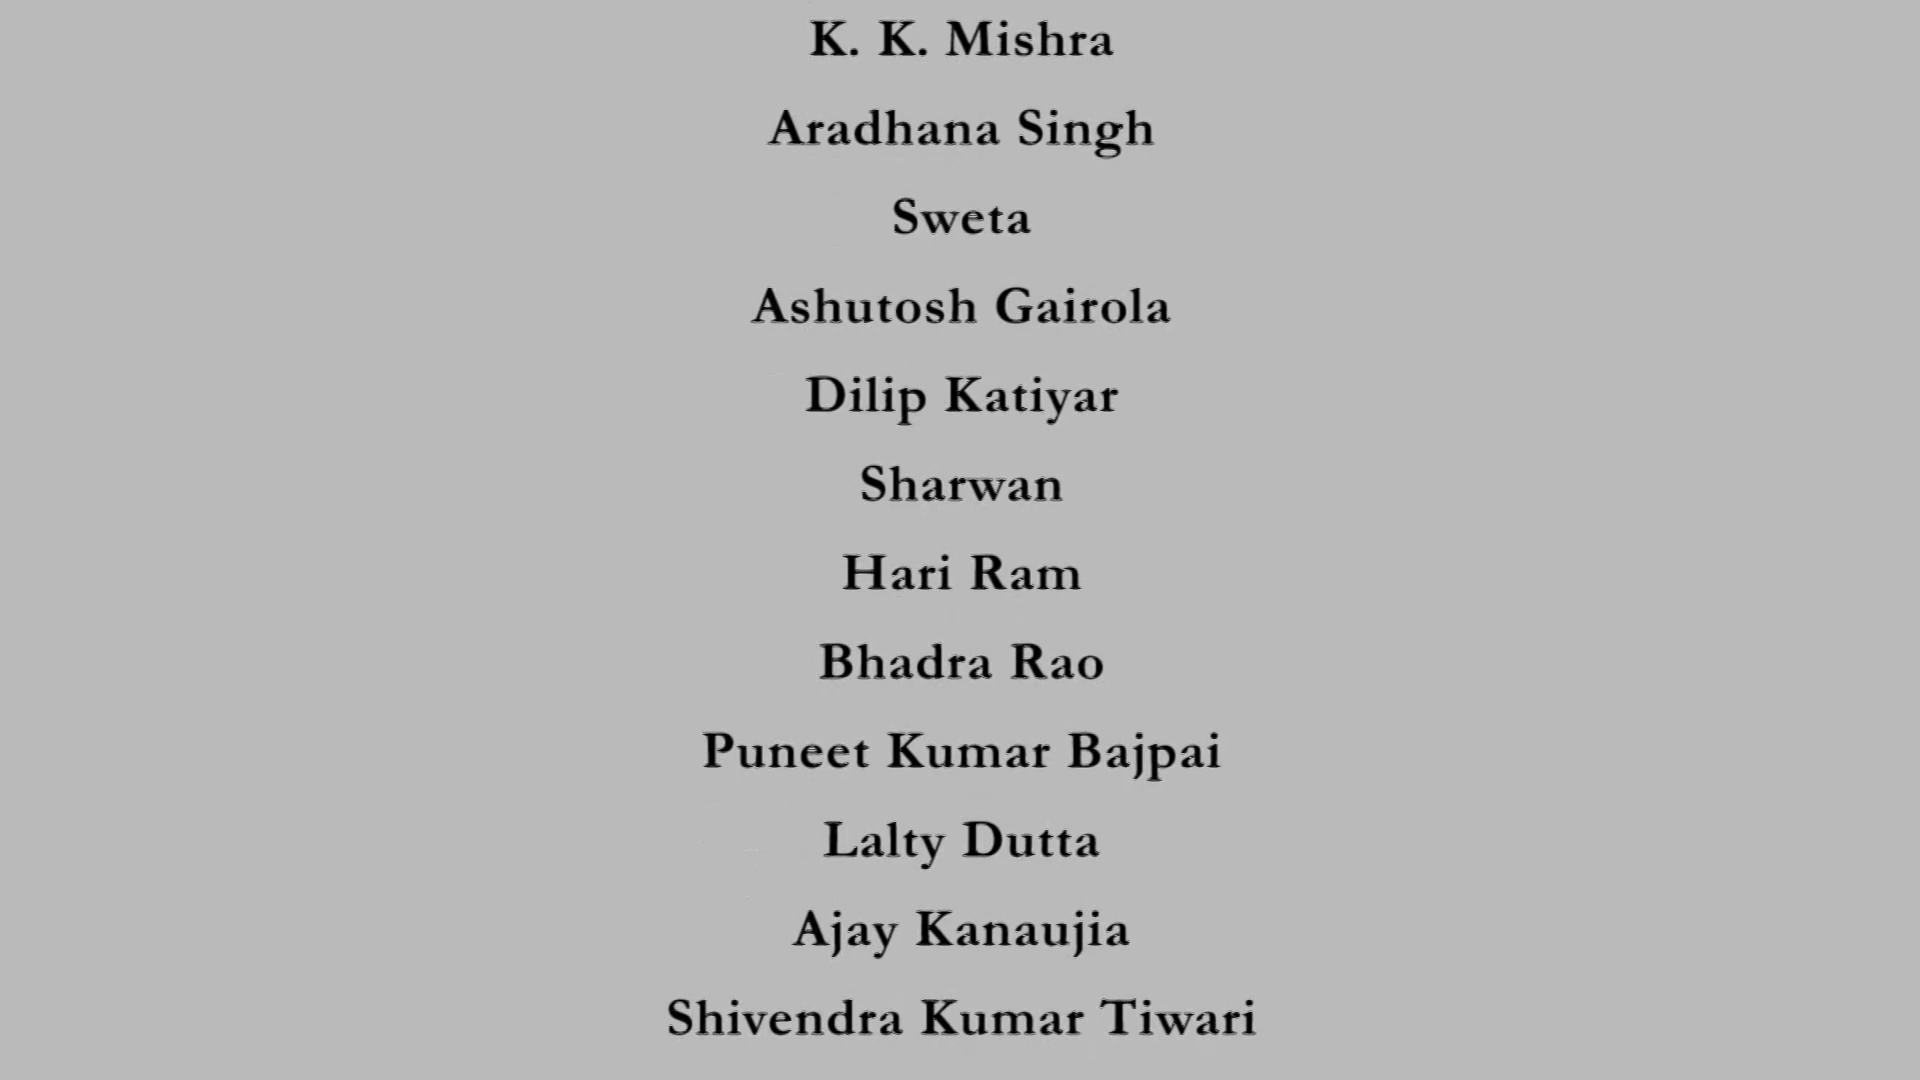 K. K. Mishra
Aradhana Singh
Sweta
Ashutosh Gairola
Dilip Katiyar
Sharwan
Hari Ram
Bhadra Rao
Puneet Kumar Bajpai
Lalty Dutta
Ajay Kanaujia
Shivendra Kumar Tiwari